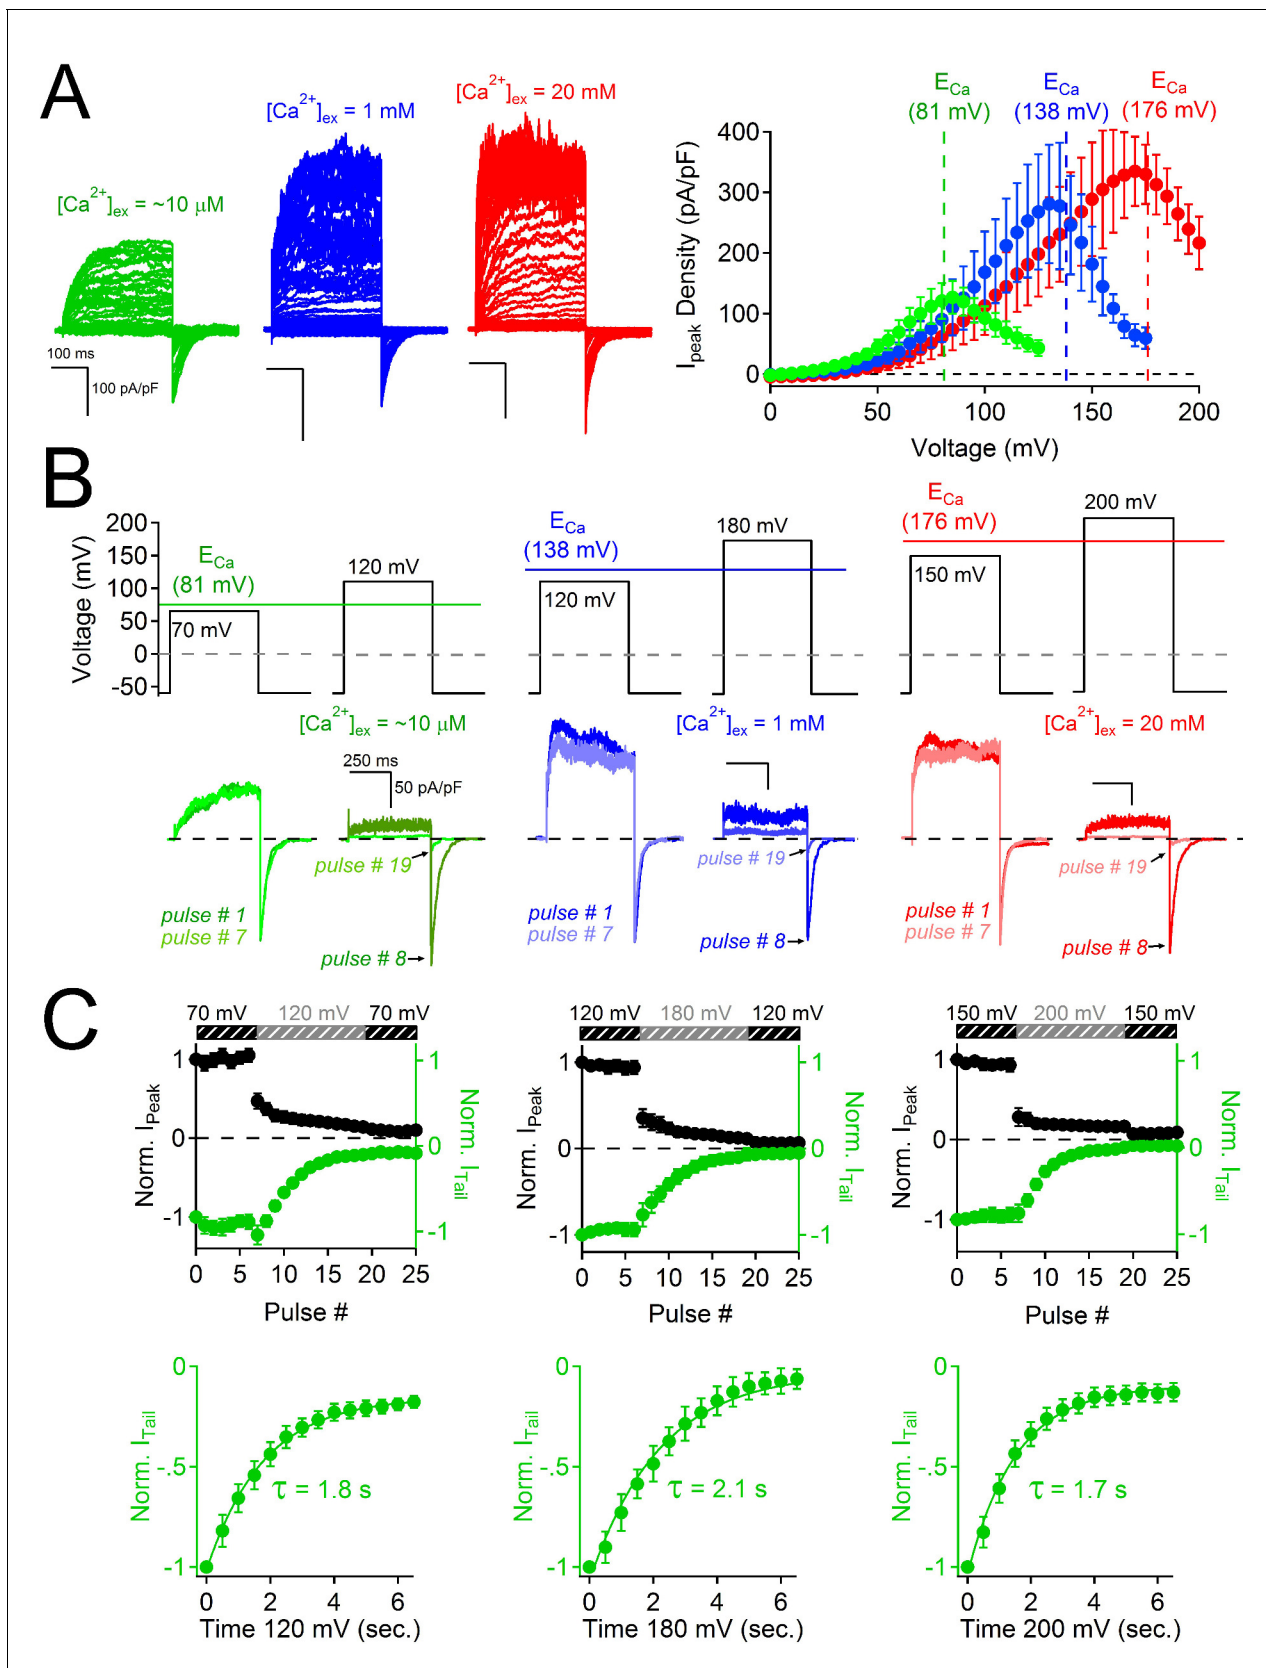 A
[Ca2+]ex = ~10 µM
[Ca2+]ex = 1 mM
[Ca2+]ex = 20 mM
100 ms
100 pA/pF
ECa
(81 mV)
ECa
(138 mV)
ECa
(176 mV)
Ipeak Density (pA/pF)
400
300
200
100
0
0
50
100
150
200
Voltage (mV)
B
Voltage (mV)
200
150
100
50
0
-50
ECa
(81 mV)
70 mV
120 mV
ECa
(138 mV)
120 mV
180 mV
ECa
(176 mV)
150 mV
200 mV
[Ca2+]ex = ~10 µM
250 ms
50 pA/pF
pulse # 19
pulse # 1
pulse # 7
pulse # 8
[Ca2+]ex = 1 mM
pulse # 19
pulse # 1
pulse # 7
pulse # 8
[Ca2+]ex = 20 mM
pulse # 19
pulse # 1
pulse # 7
pulse # 8
C
70 mV 120 mV 70 mV
Norm. IPeak
1
0
-1
1
0
-1
Norm. ITail
0 5 10 15 20 25
Pulse #
120 mV 180 mV 120 mV
Norm. IPeak
1
0
-1
1
0
-1
Norm. ITail
0 5 10 15 20 25
Pulse #
150 mV 200 mV 150 mV
Norm. IPeak
1
0
-1
1
0
-1
Norm. ITail
0 5 10 15 20 25
Pulse #
Norm. ITail
0
-.5
-1
τ = 1.8 s
0 2 4 6
Time 120 mV (sec.)
Norm. ITail
0
-.5
-1
τ = 2.1 s
0 2 4 6
Time 180 mV (sec.)
Norm. ITail
0
-.5
-1
τ = 1.7 s
0 2 4 6
Time 200 mV (sec.)